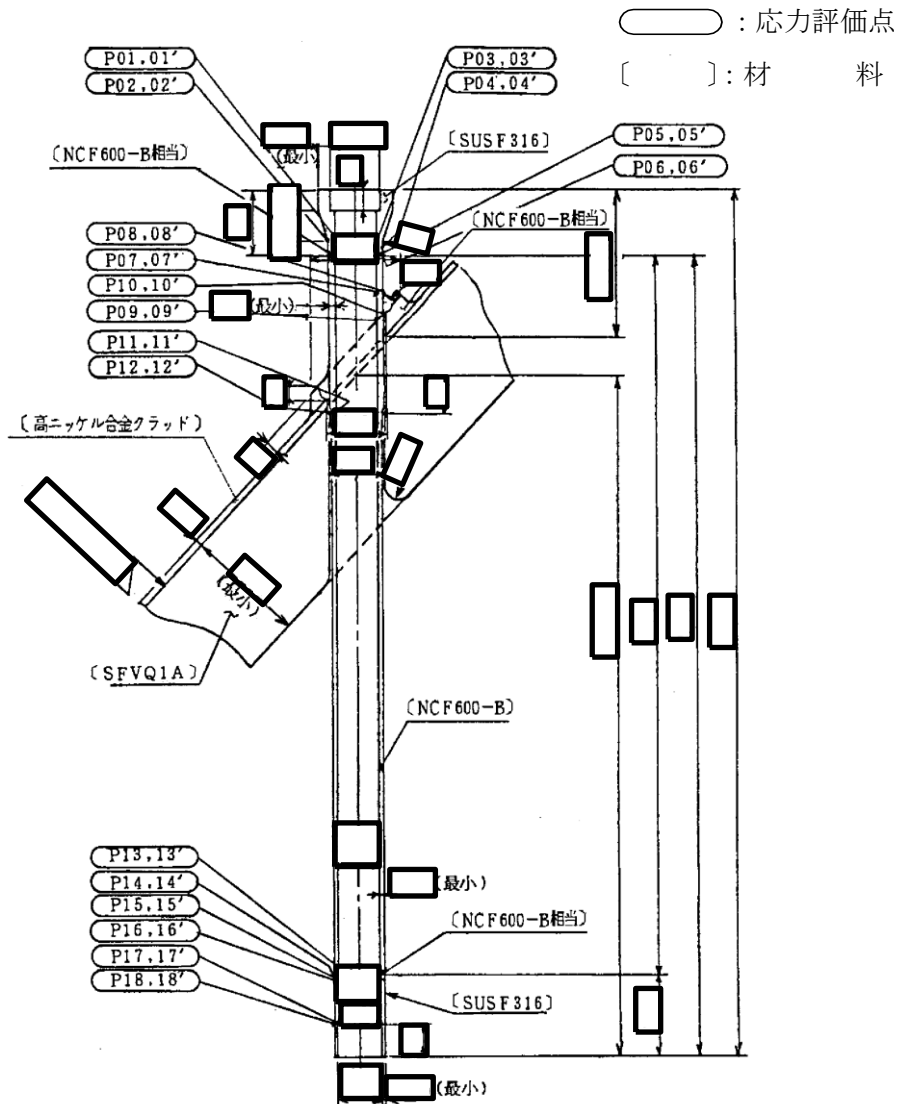 : 応力評価点
〔 〕: 材 料
P01,01′
P02,02′
P03,03′
P04,04′
P05,05′
P06,06′
〔NCF600-B相当〕
(最小)
〔SUSF316〕
〔NCF600-B相当〕
P08,08′
P07,07′
P10,10′
P09,09′
(最小)
P11,11′
P12,12′
〔高ニッケル合金クラッド〕
(最小)
〔SFVQ1A〕
〔NCF600-B〕
P13,13′
P14,14′
P15,15′
P16,16′
P17,17′
P18,18′
(最小)
〔NCF600-B相当〕
〔SUSF316〕
(最小)